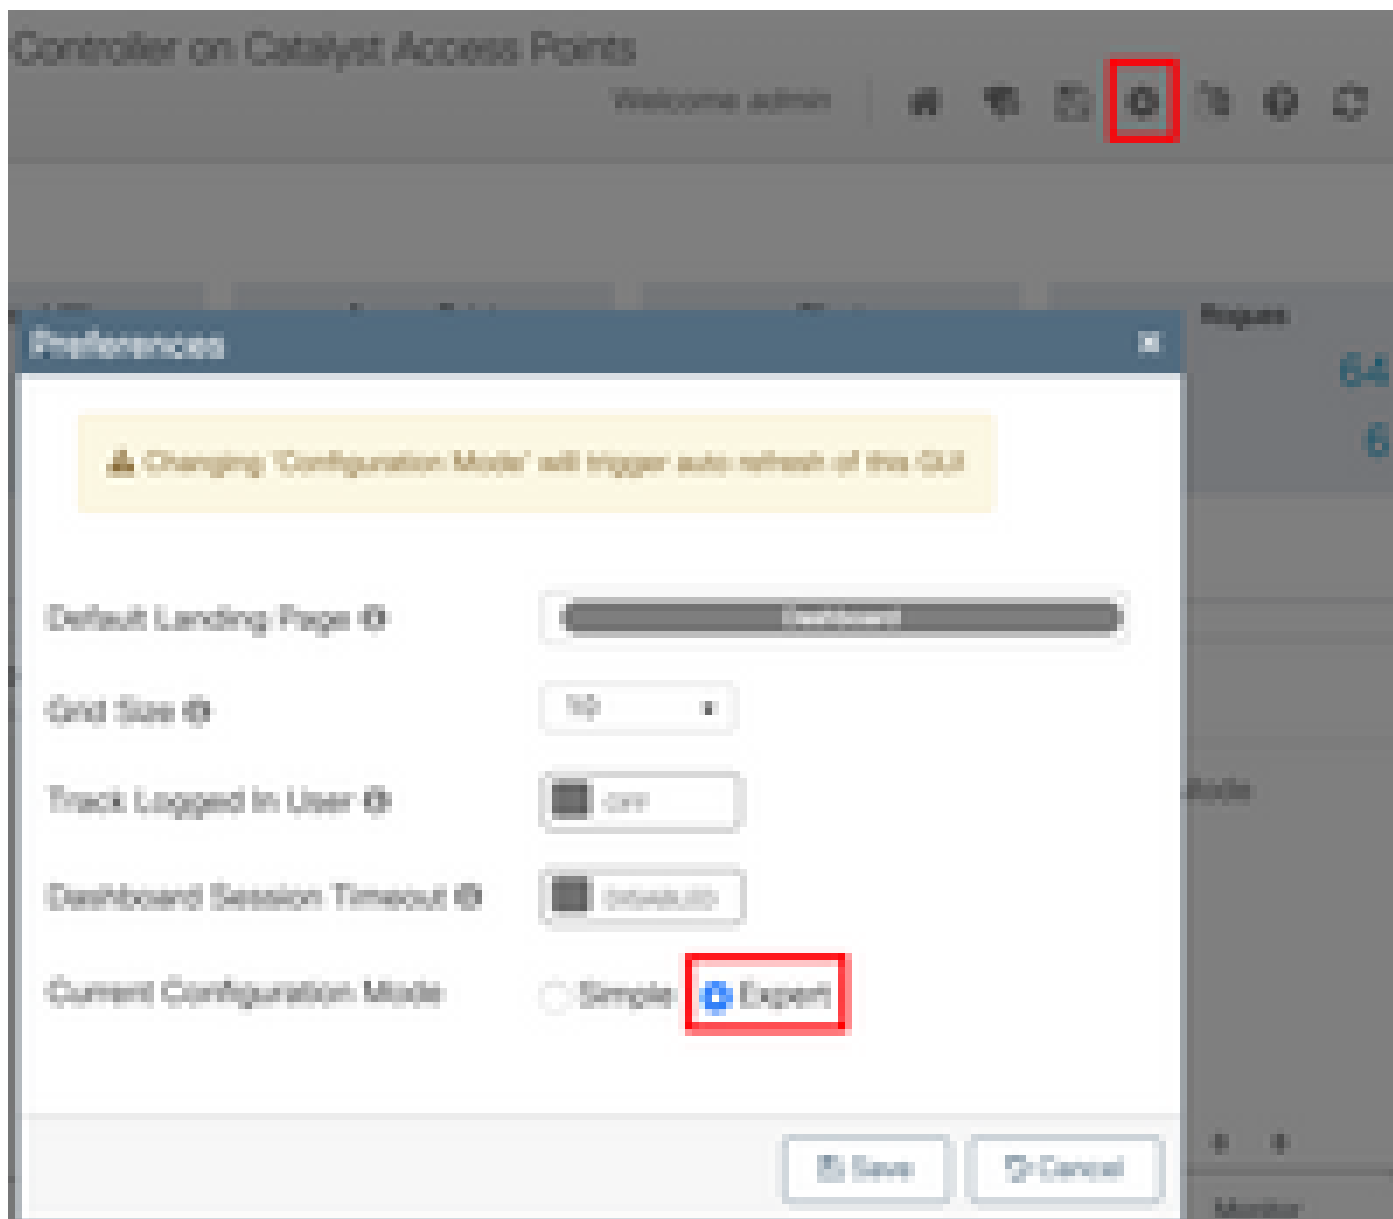 Controller on Catalyst Access Points
Welcome admin
Rogues
64
6
Preferences
Changing 'Configuration Mode' will trigger auto refresh of this GUI
Default Landing Page
Dashboard
Grid Size
10
Track Logged In User
OFF
Dashboard Session Timeout
DISABLED
Current Configuration Mode
Simple
Expert
Save
Cancel
Monitor